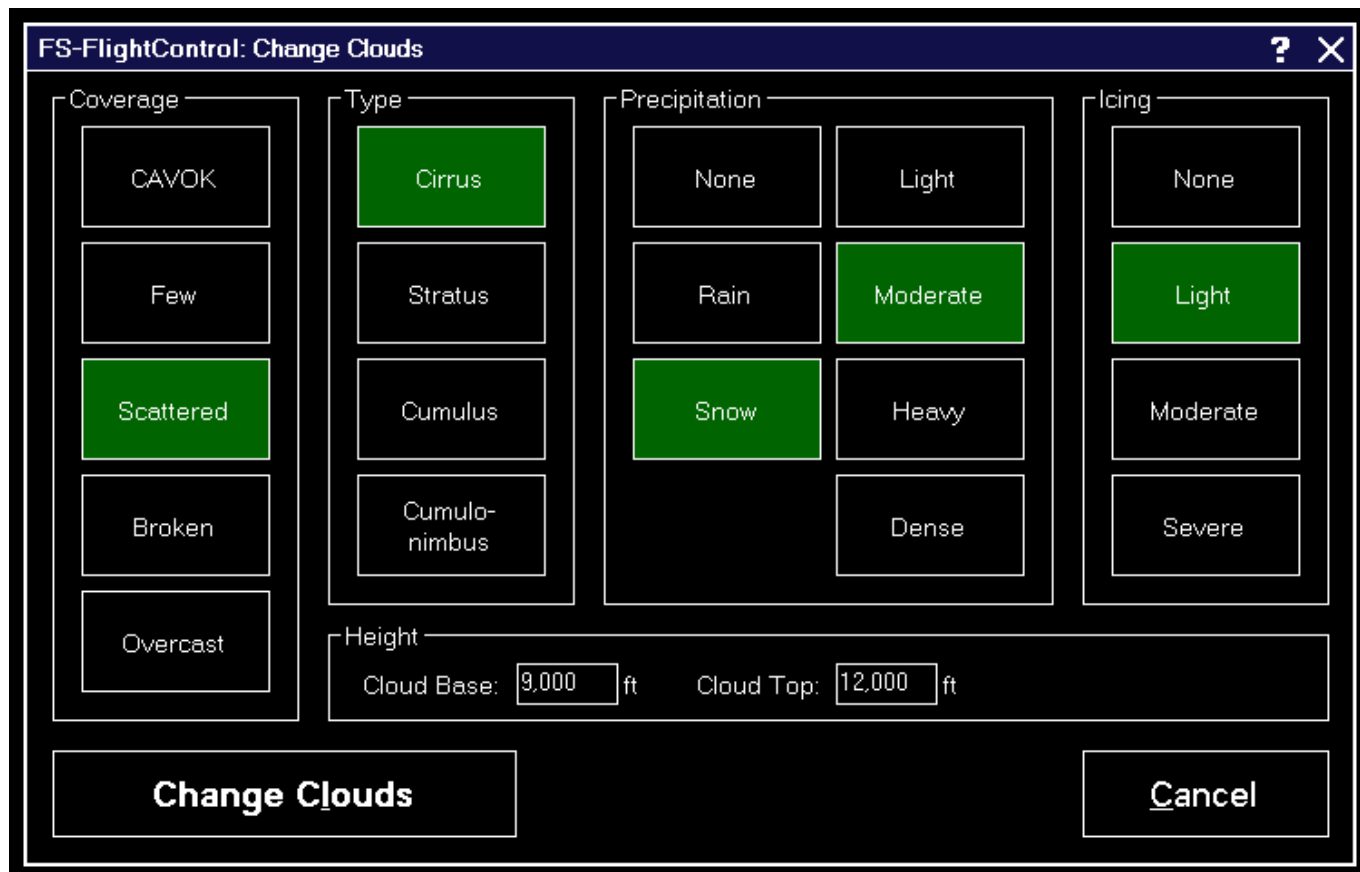 FS-FlightControl: Change Clouds
?
Coverage
CAVOK
Few
Scattered
Broken
Overcast
Type
Cirrus
Stratus
Cumulus
Cumulo-
nimbus
Precipitation
None
Light
Rain
Moderate
Snow
Heavy
Dense
Icing
None
Light
Moderate
Severe
Height
Cloud Base: 9,000 ft Cloud Top: 12,000 ft
Change Clouds
Cancel